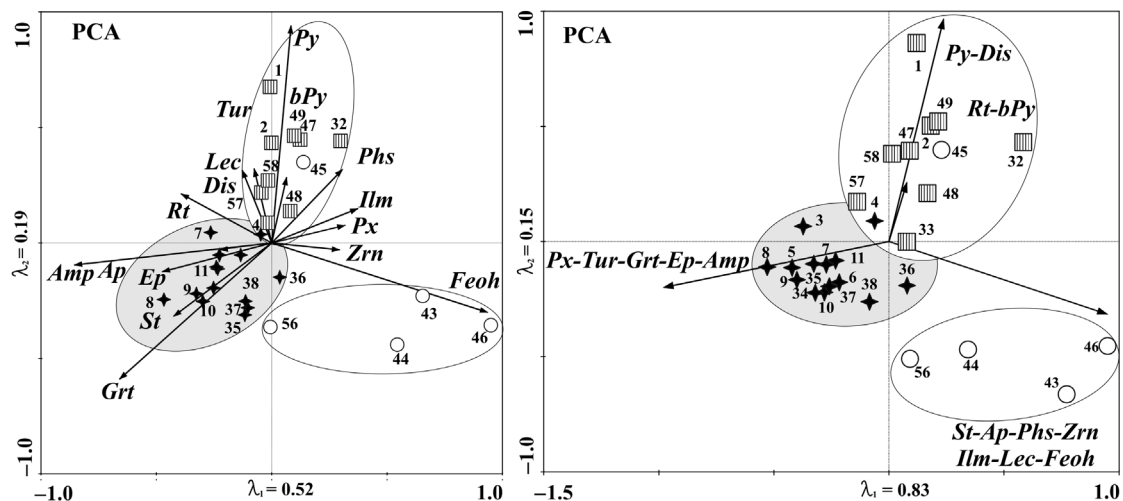 PCA
1.0
Py
1
Tur
bPy
49
2
47
32
Lec
58
45
Phs
Dis
57
48
Ilm
Rt
4
Px
7
Zrn
λ₂ = 0.19
Amp Ap
Ep
11
36
Feoh
8
9
38
43
St
10
37
35
56
46
44
Grt
−1.0
−1.0
λ₁ = 0.52
1.0
PCA
1.0
1
Py-Dis
49
Rt-bPy
47
2
45
32
58
48
57
4
3
33
λ₂ = 0.15
Px-Tur-Grt-Ep-Amp
8
5
7
11
9
35
6
36
34
37
38
10
46
56
44
43
St-Ap-Phs-Zrn
Ilm-Lec-Feoh
−1.0
−1.5
λ₁ = 0.83
1.0